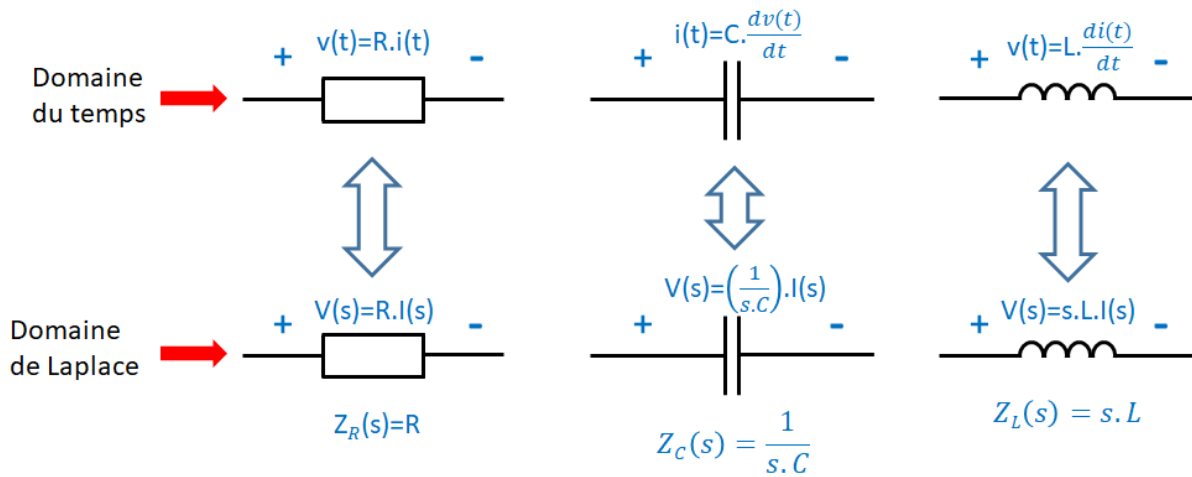 v(t)=R.i(t)
i(t)=C.dv(t)/dt
v(t)=L.di(t)/dt
+ - + - + -
Domaine
du temps
V(s)=R.I(s)
V(s)=(1/s.C).I(s)
V(s)=s.L.I(s)
+ - + - + -
Domaine
de Laplace
Z_R(s)=R
Z_C(s) = 1/s.C
Z_L(s) = s.L